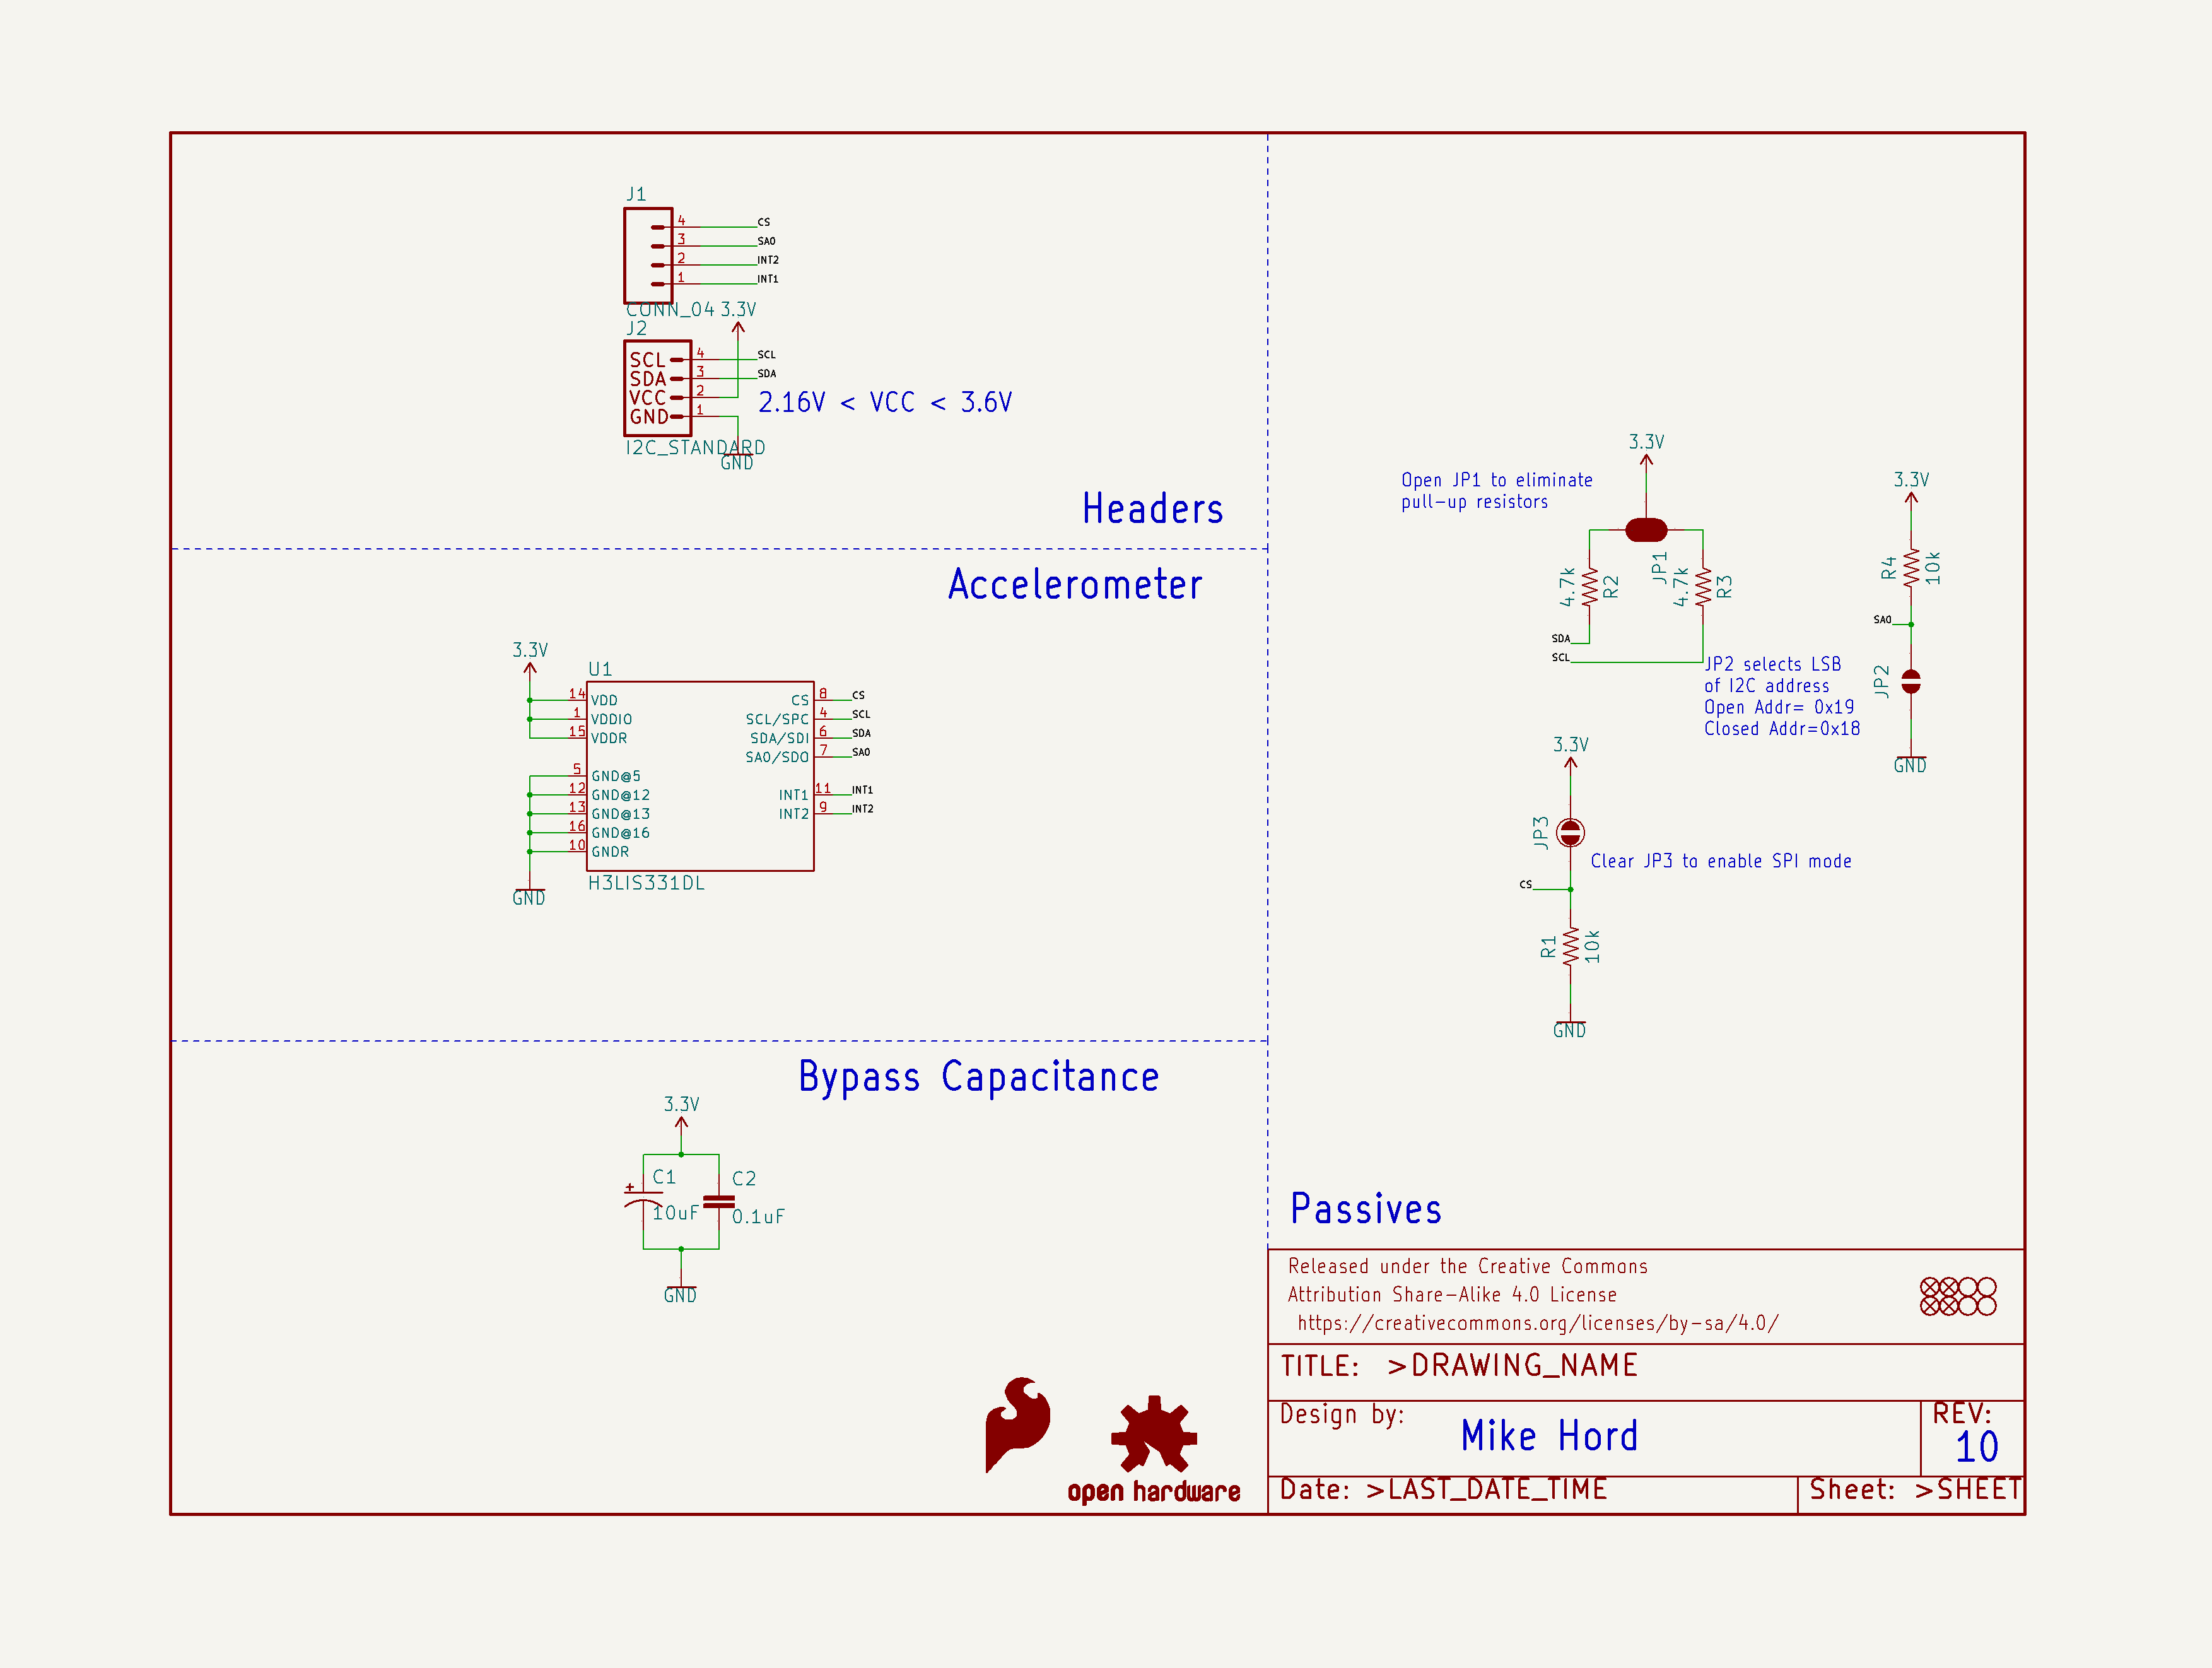 J1
4 CS
3 SAO
2 INT2
1 INT1
CONN_04
3.3V
J2
SCL 4 SCL
SDA 3 SDA
VCC 2
GND 1
2.16V < VCC < 3.6V
I2C_STANDARD
GND
Headers
Accelerometer
3.3V
U1
14 VDD CS 8 CS
1 VDDIO SCL/SPC 4 SCL
15 VDDR SDA/SDI 6 SDA
SAO/SDO 7 SAO
5 GND@5
12 GND@12 INT1 11 INT1
13 GND@13 INT2 9 INT2
16 GND@16
10 GNDR
H3LIS331DL
GND
Bypass Capacitance
3.3V
+
C1
10uF
C2
0.1uF
GND
3.3V
Open JP1 to eliminate
pull-up resistors
JP1
4.7k
R2
4.7k
R3
SDA
SCL
3.3V
R4
10k
SAO
JP2
GND
JP2 selects LSB
of I2C address
Open Addr= 0x19
Closed Addr=0x18
3.3V
JP3
Clear JP3 to enable SPI mode
CS
R1
10k
GND
Passives
Released under the Creative Commons
Attribution Share-Alike 4.0 License
https://creativecommons.org/licenses/by-sa/4.0/
TITLE: >DRAWING_NAME
Design by: Mike Hord
REV:
10
Date: >LAST_DATE_TIME
Sheet: >SHEET
open hardware